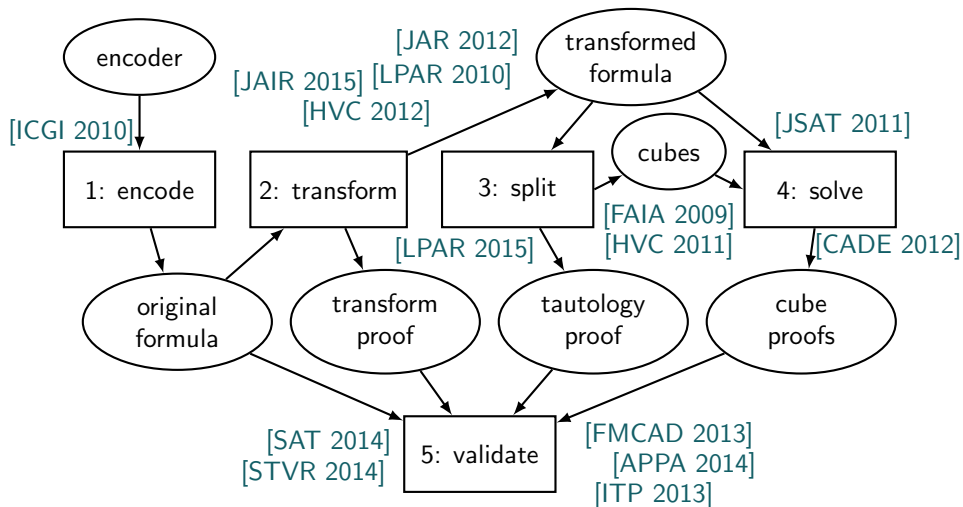 encoder
[JAR 2012]
transformed
formula
[JAIR 2015]
[LPAR 2010]
[HVC 2012]
[ICGI 2010]
[JSAT 2011]
cubes
1: encode
2: transform
3: split
4: solve
[FAIA 2009]
[HVC 2011]
[LPAR 2015]
[CADE 2012]
original
formula
transform
proof
tautology
proof
cube
proofs
[SAT 2014]
[STVR 2014]
5: validate
[FMCAD 2013]
[APPA 2014]
[ITP 2013]